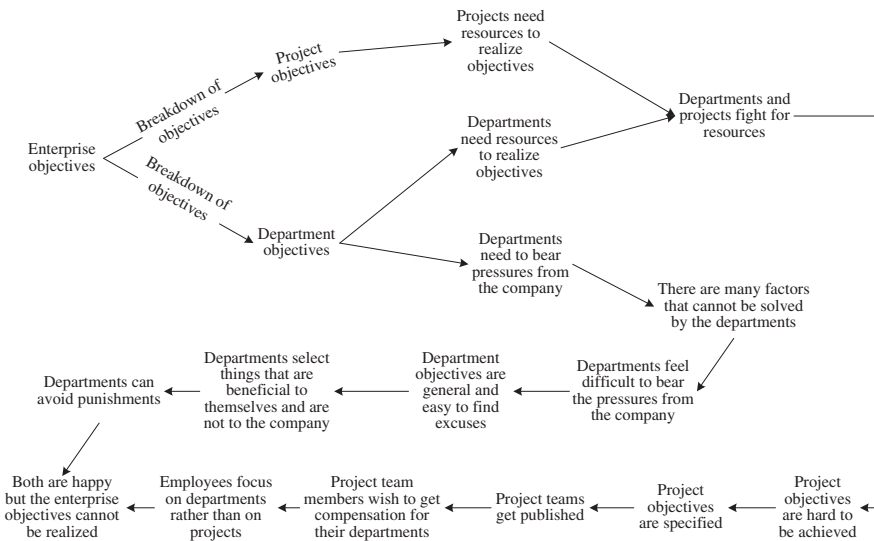 Projects need
resources to
realize
objectives
Project
objectives
Breakdown of
objectives
Departments and
projects fight for
resources
Departments
need resources
to realize
objectives
Enterprise
objectives
Breakdown of
objectives
Department
objectives
Departments
need to bear
pressures from
the company
There are many factors
that cannot be solved
by the departments
Departments feel
difficult to bear
the pressures from
the company
Department
objectives are
general and
easy to find
excuses
Departments select
things that are
beneficial to
themselves and are
not to the company
Departments can
avoid punishments
Both are happy
but the enterprise
objectives cannot
be realized
Employees focus
on departments
rather than on
projects
Project team
members wish to get
compensation for
their departments
Project teams
get published
Project
objectives
are specified
Project
objectives
are hard to
be achieved